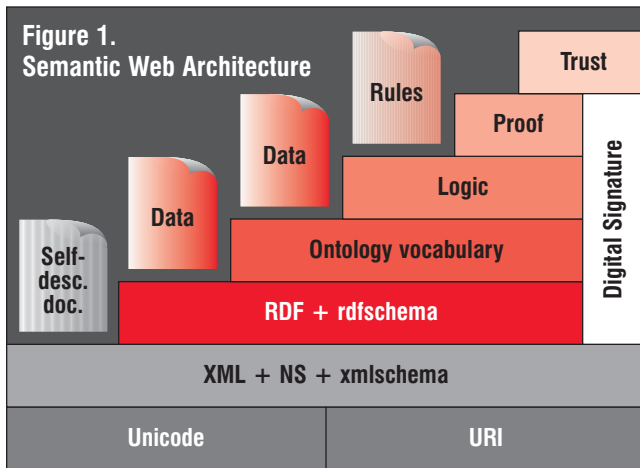 Figure 1.
Semantic Web Architecture
Trust
Rules
Proof
Data
Logic
Data
Ontology vocabulary
Self-
desc.
doc.
RDF + rdfschema
Digital Signature
XML + NS + xmlschema
Unicode
URI